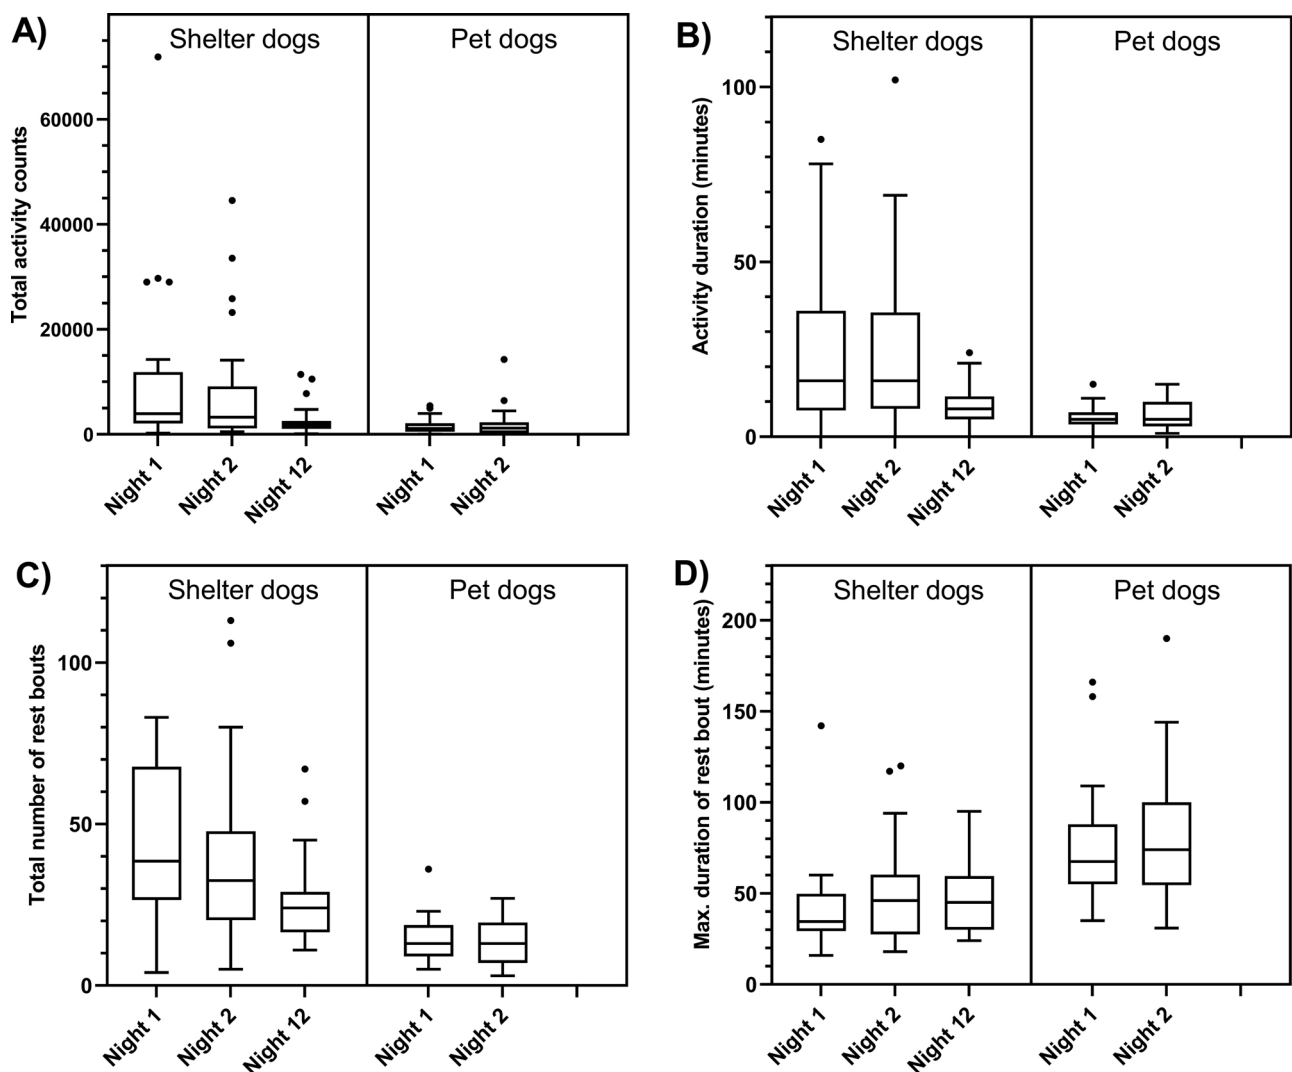 A)
Shelter dogs
Pet dogs
Total activity counts
60000
40000
20000
0
Night 1
Night 2
Night 12
Night 1
Night 2
B)
Shelter dogs
Pet dogs
Activity duration (minutes)
100
50
0
Night 1
Night 2
Night 12
Night 1
Night 2
C)
Shelter dogs
Pet dogs
Total number of rest bouts
100
50
0
Night 1
Night 2
Night 12
Night 1
Night 2
D)
Shelter dogs
Pet dogs
Max. duration of rest bout (minutes)
200
150
100
50
0
Night 1
Night 2
Night 12
Night 1
Night 2